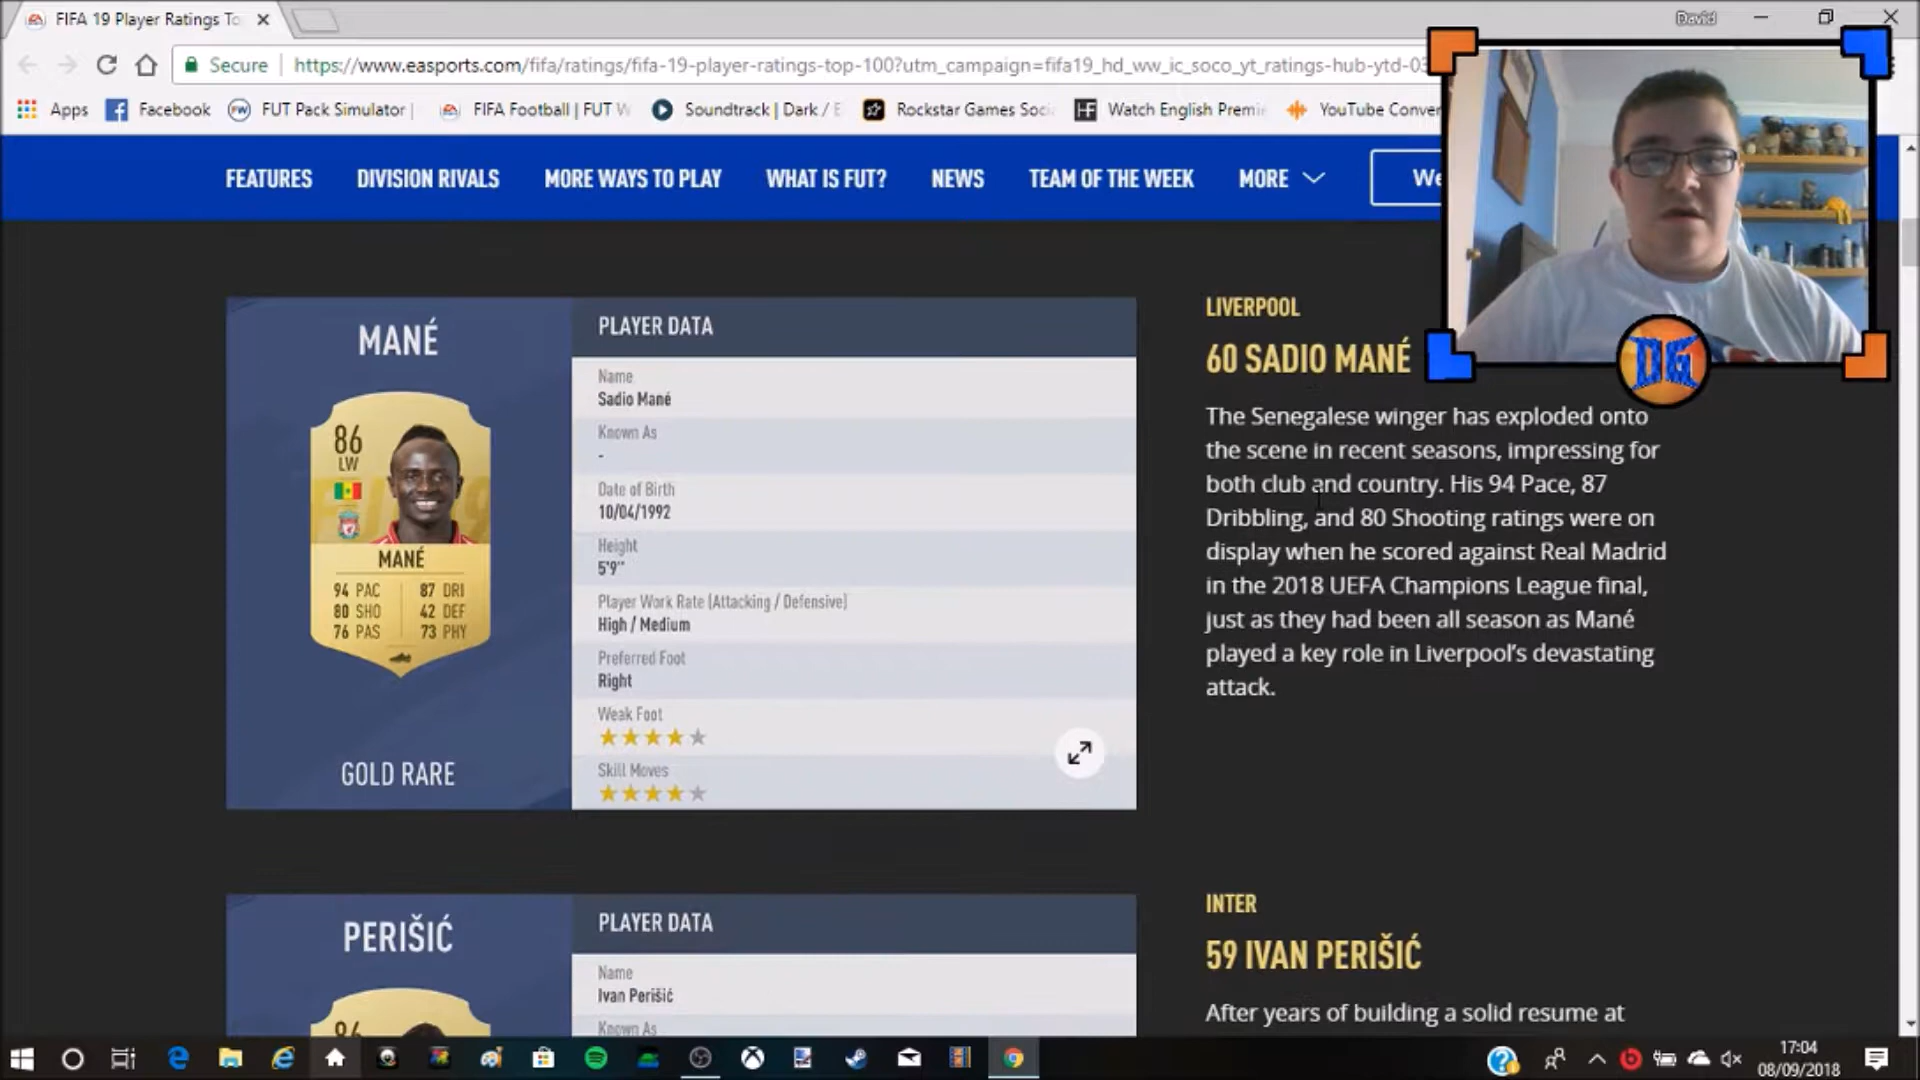 FIFA 19 Player Ratings To
David
Secure
https://www.easports.com/fifa/ratings/fifa-19-player-ratings-top-100?utm_campaign=fifa19_hd_ww_ic_soco_yt_ratings-hub-ytd-03
Apps
Facebook
FUT Pack Simulator |
FIFA Football | FUT W
Soundtrack | Dark / E
Rockstar Games Soci
Watch English Premi
YouTube Conver
FEATURES
DIVISION RIVALS
MORE WAYS TO PLAY
WHAT IS FUT?
NEWS
TEAM OF THE WEEK
MORE
We
MANÉ
86
LW
MANÉ
94 PAC 87 DRI
80 SHO 42 DEF
76 PAS 73 PHY
GOLD RARE
PLAYER DATA
Name
Sadio Mané
Known As
-
Date of Birth
10/04/1992
Height
5'9"
Player Work Rate (Attacking / Defensive)
High / Medium
Preferred Foot
Right
Weak Foot
Skill Moves
LIVERPOOL
60 SADIO MANÉ
The Senegalese winger has exploded onto
the scene in recent seasons, impressing for
both club and country. His 94 Pace, 87
Dribbling, and 80 Shooting ratings were on
display when he scored against Real Madrid
in the 2018 UEFA Champions League final,
just as they had been all season as Mané
played a key role in Liverpool's devastating
attack.
DG
PERIŠIĆ
PLAYER DATA
Name
Ivan Perišić
Known As
INTER
59 IVAN PERIŠIĆ
After years of building a solid resume at
17:04
08/09/2018